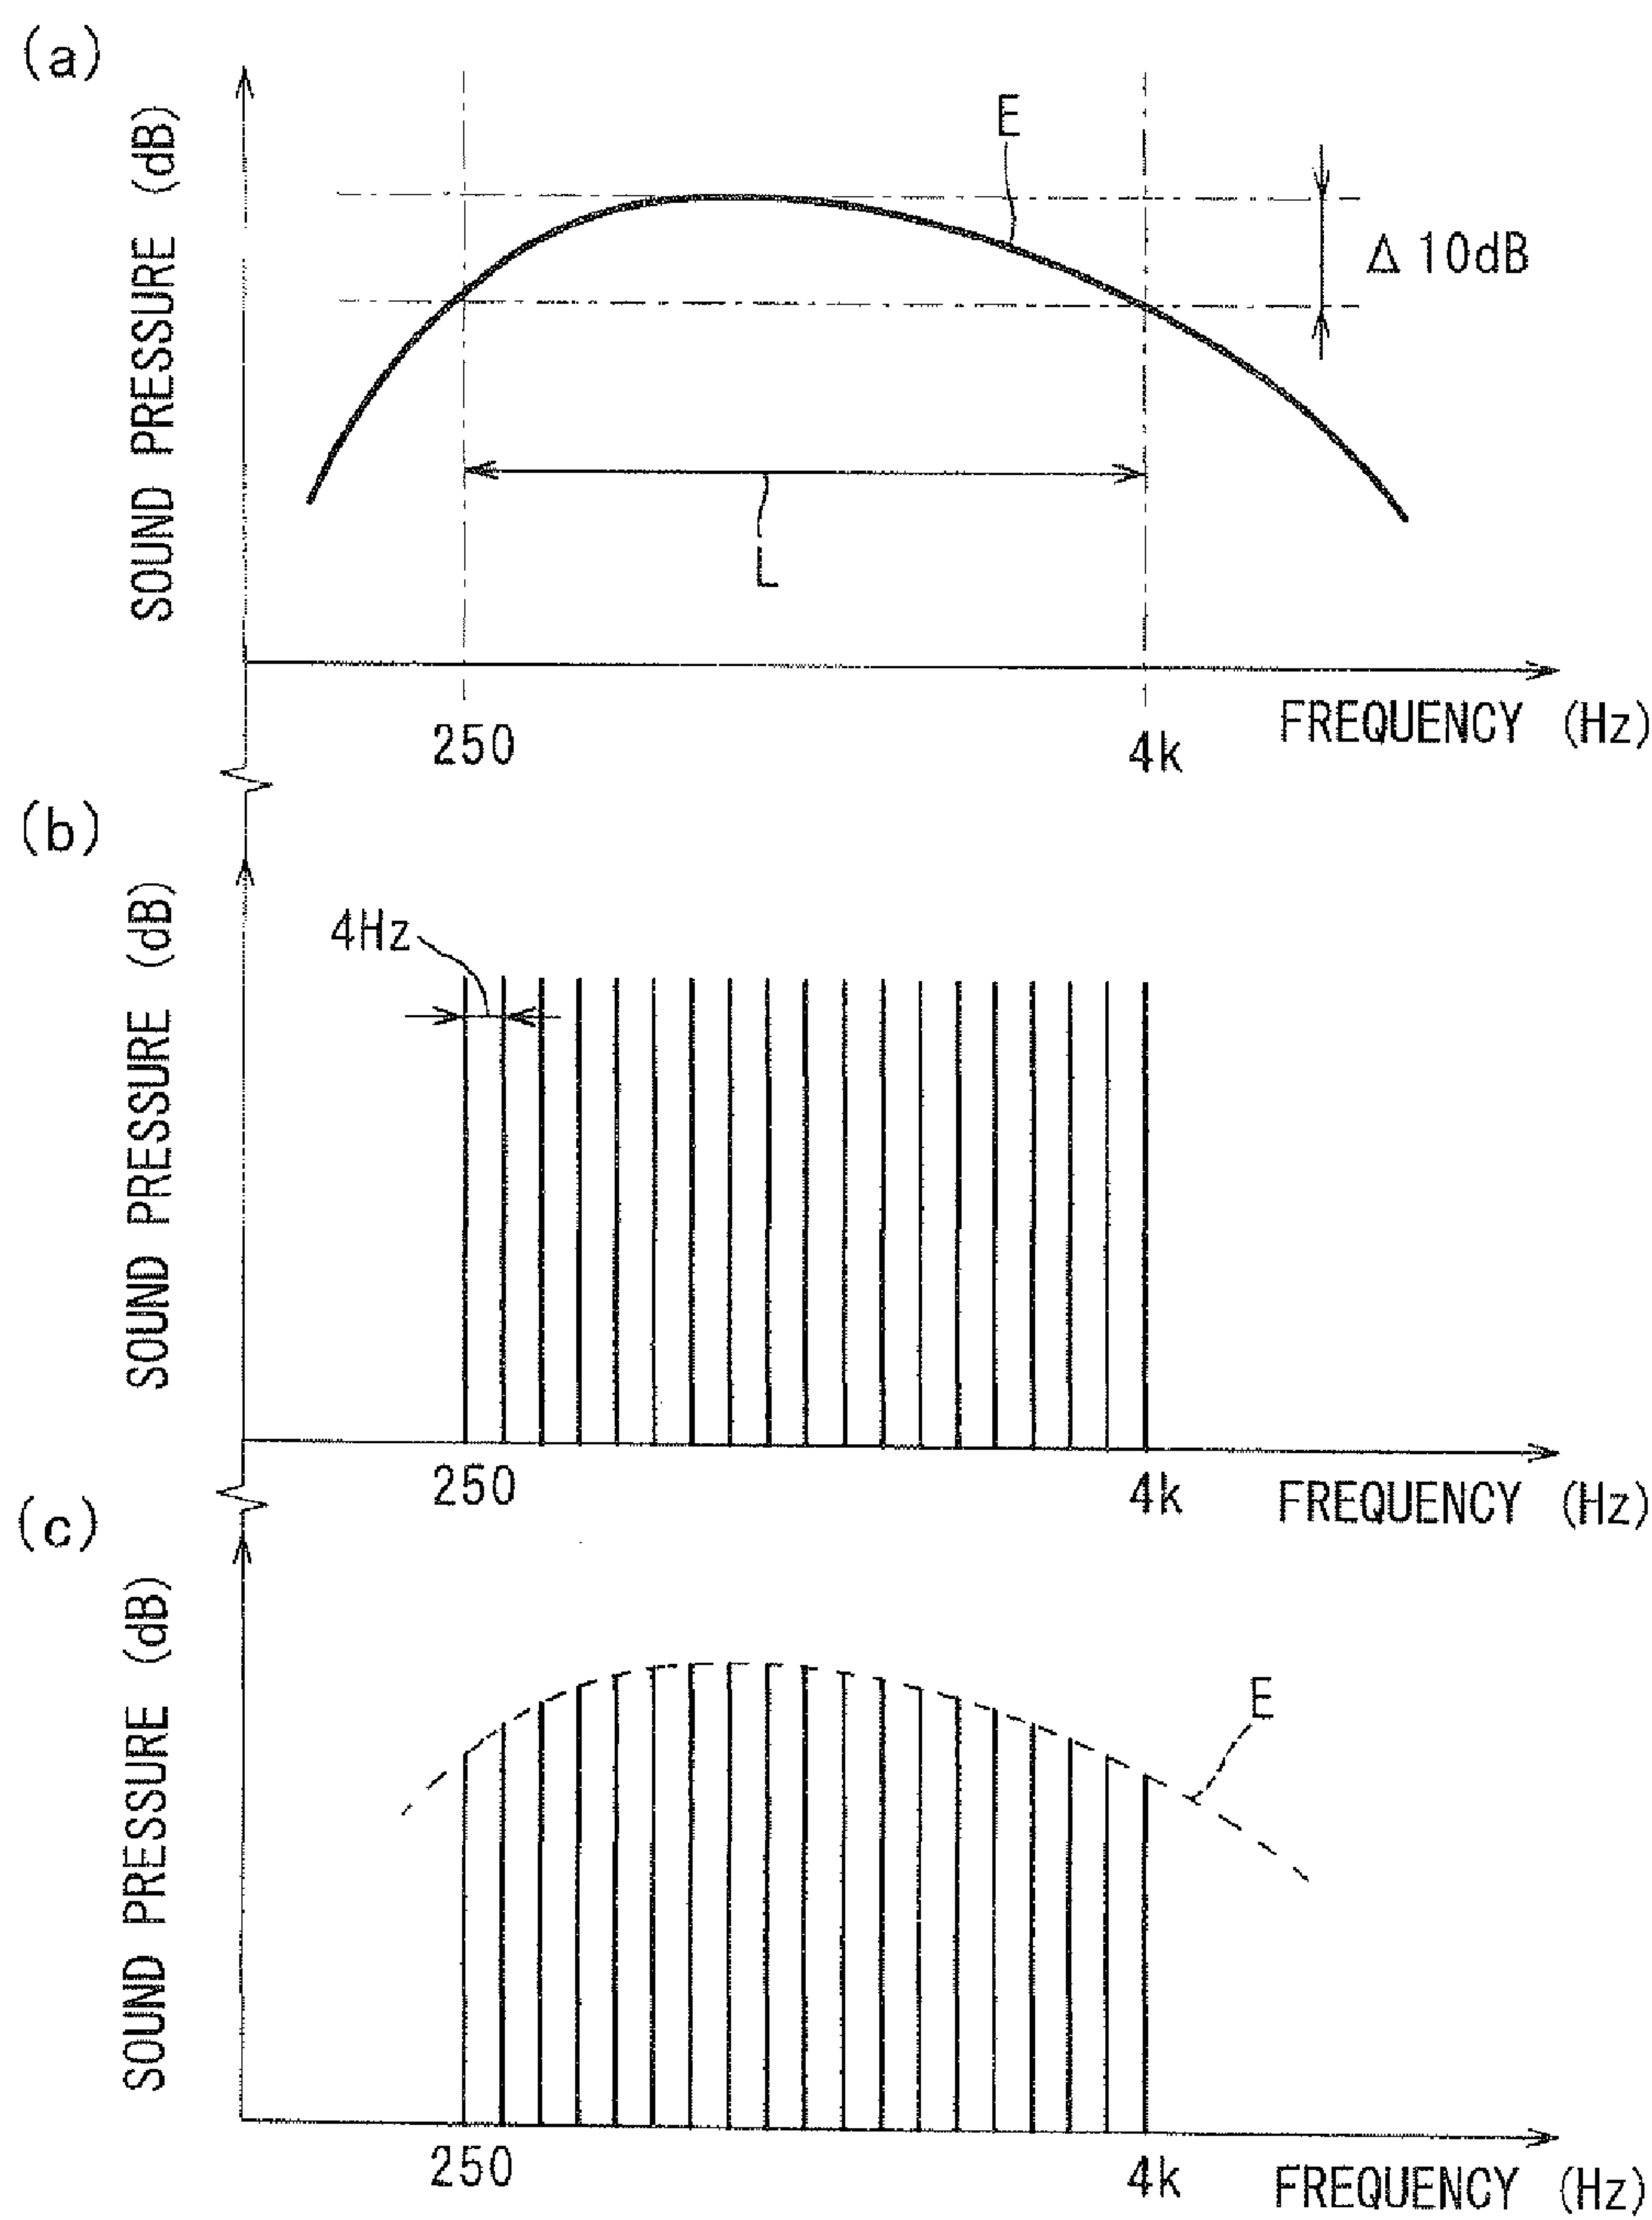 (a)
SOUND PRESSURE (dB)
E
Δ 10dB
L
250
4k
FREQUENCY (Hz)
(b)
SOUND PRESSURE (dB)
4Hz
250
4k
FREQUENCY (Hz)
(c)
SOUND PRESSURE (dB)
E
250
4k
FREQUENCY (Hz)